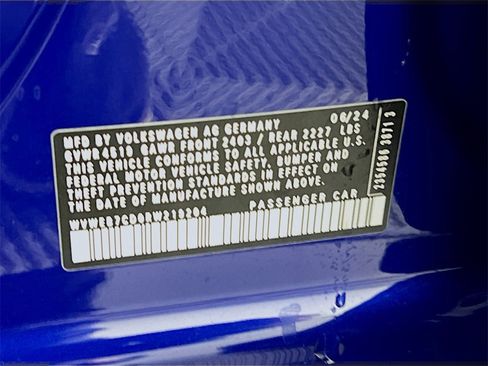 MFD BY VOLKSWAGEN AG GERMANY 06/24
GVWR 4519 GAWR FRONT 2403 / REAR 2227 LBS
THIS VEHICLE CONFORMS TO ALL APPLICABLE U.S.
FEDERAL MOTOR VEHICLE SAFETY, BUMPER AND
THEFT PREVENTION STANDARDS IN EFFECT ON
THE DATE OF MANUFACTURE SHOWN ABOVE.
PASSENGER CAR